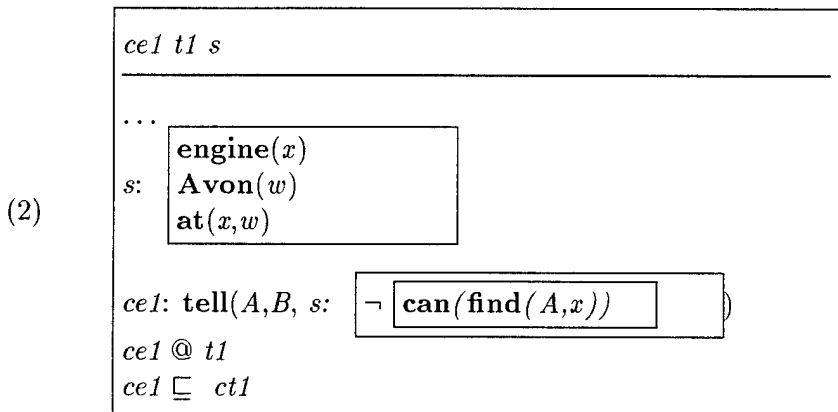 ce1 t1 s
...
engine(x)
s: Avon(w)
at(x,w)
(2)
ce1: tell(A,B, s: ¬ can(find(A,x)) )
ce1 @ t1
ce1 ⊑ ct1